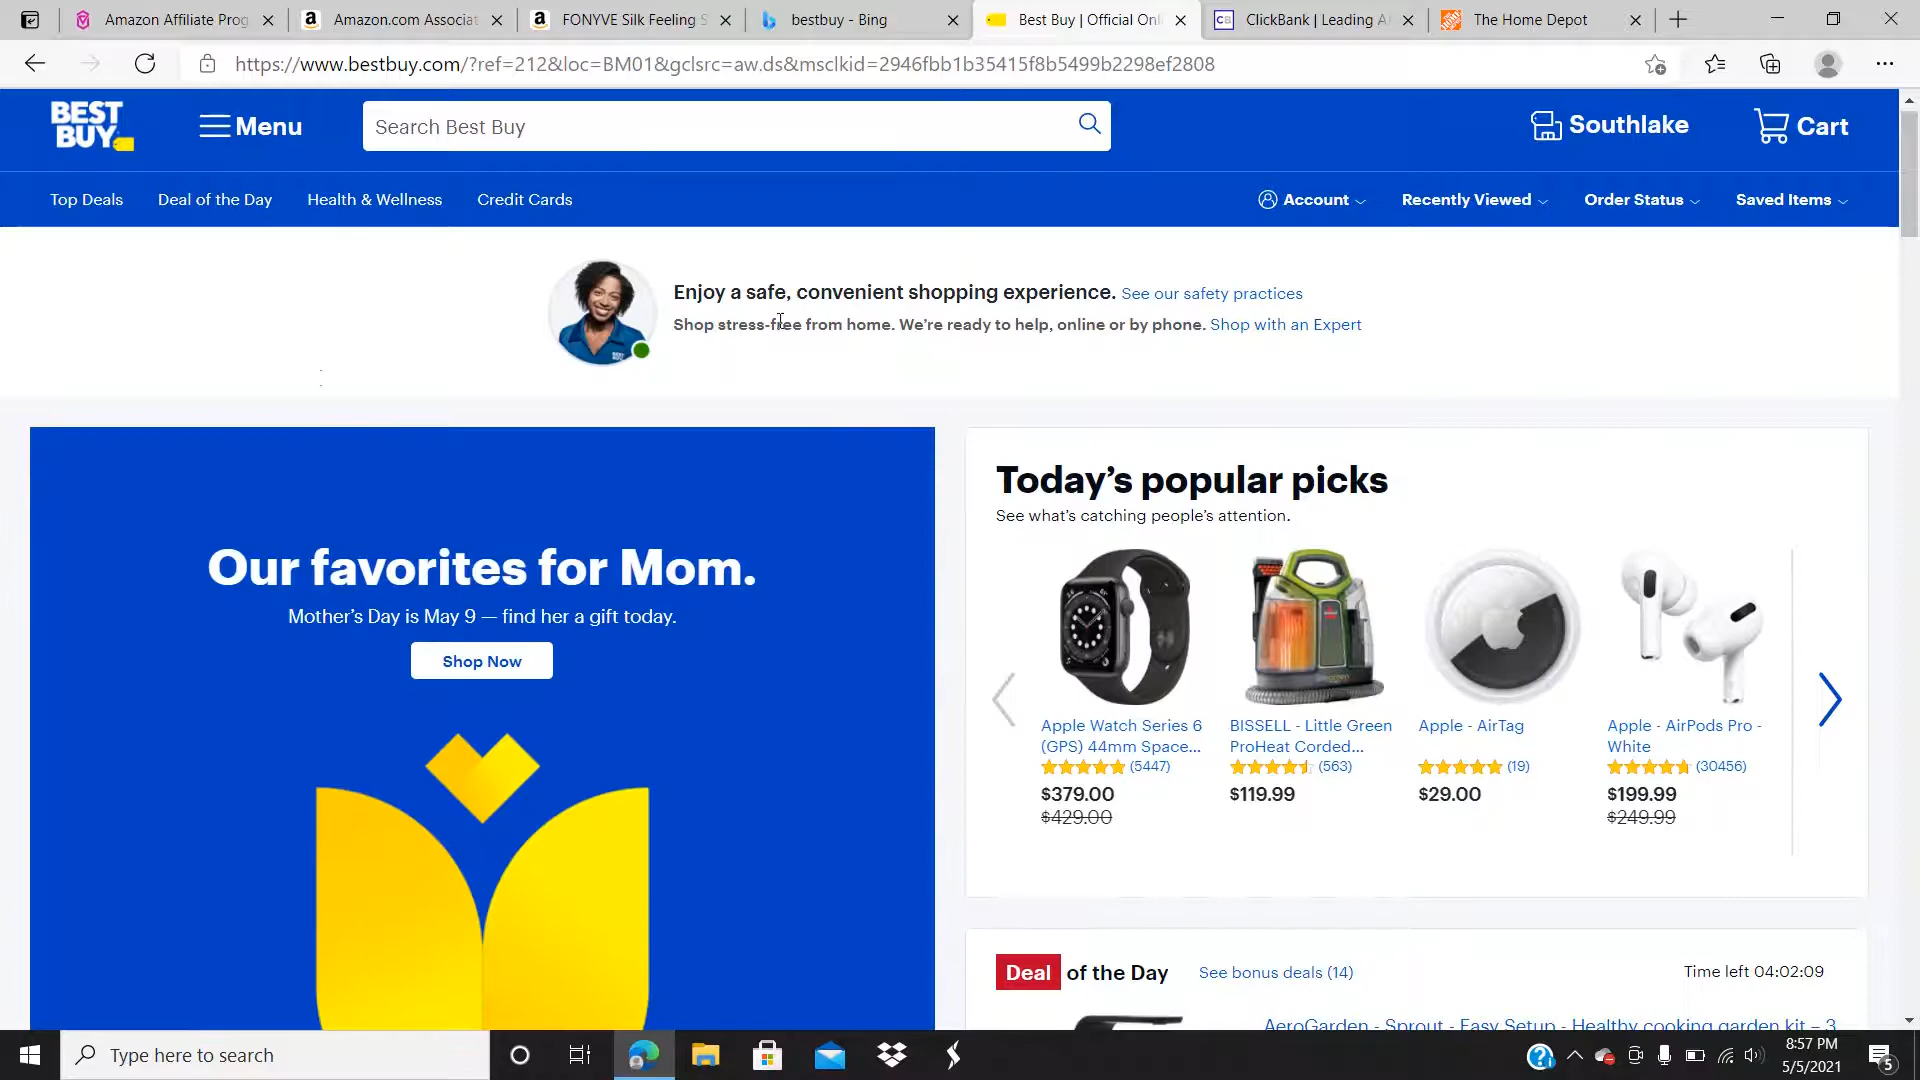 Amazon Affiliate Prog
Amazon.com Associat
FONYVE Silk Feeling S
bestbuy - Bing
Best Buy | Official Onl
ClickBank | Leading A
The Home Depot
https://www.bestbuy.com/?ref=212&loc=BM01&gclsrc=aw.ds&msclkid=2946fbb1b35415f8b5499b2298ef2808
BEST
BUY
Menu
Search Best Buy
Southlake
Cart
Top Deals
Deal of the Day
Health & Wellness
Credit Cards
Account
Recently Viewed
Order Status
Saved Items
Enjoy a safe, convenient shopping experience. See our safety practices
Shop stress-free from home. We're ready to help, online or by phone. Shop with an Expert
Our favorites for Mom.
Mother's Day is May 9 — find her a gift today.
Shop Now
Today's popular picks
See what's catching people's attention.
Apple Watch Series 6
(GPS) 44mm Space...
(5447)
$379.00
$429.00
BISSELL - Little Green
ProHeat Corded...
(563)
$119.99
Apple - AirTag
(19)
$29.00
Apple - AirPods Pro -
White
(30456)
$199.99
$249.99
Deal of the Day
See bonus deals (14)
Time left 04:02:09
AeroGarden - Sprout - Easy Setup - Healthy cooking garden kit – 3
Type here to search
8:57 PM
5/5/2021
5